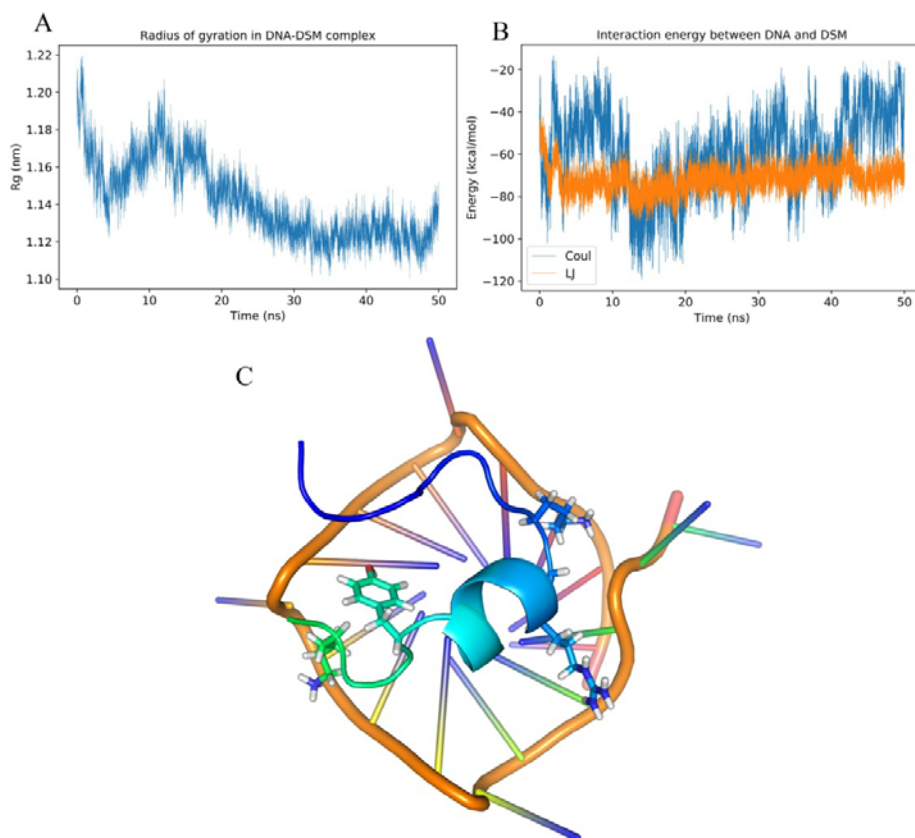 A
Radius of gyration in DNA-DSM complex
1.22
1.20
1.18
1.16
1.14
1.12
1.10
Rg (nm)
0
10
20
30
40
50
Time (ns)
B
Interaction energy between DNA and DSM
−20
−40
−60
−80
−100
−120
Energy (kcal/mol)
Coul
LJ
0
10
20
30
40
50
Time (ns)
C